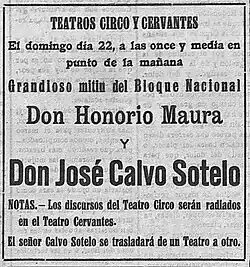 TEATROS CIRCO Y CERVANTES
El domingo día 22, a las once y media en
punto de la mañana
Grandioso mitin del Bloque Nacional
Don Honorio Maura
Y
Don José Calvo Sotelo
NOTAS.—Los discursos del Teatro Circo serán radiados
en el Teatro Cervantes.
El señor Calvo Sotelo se trasladará de un Teatro a otro.